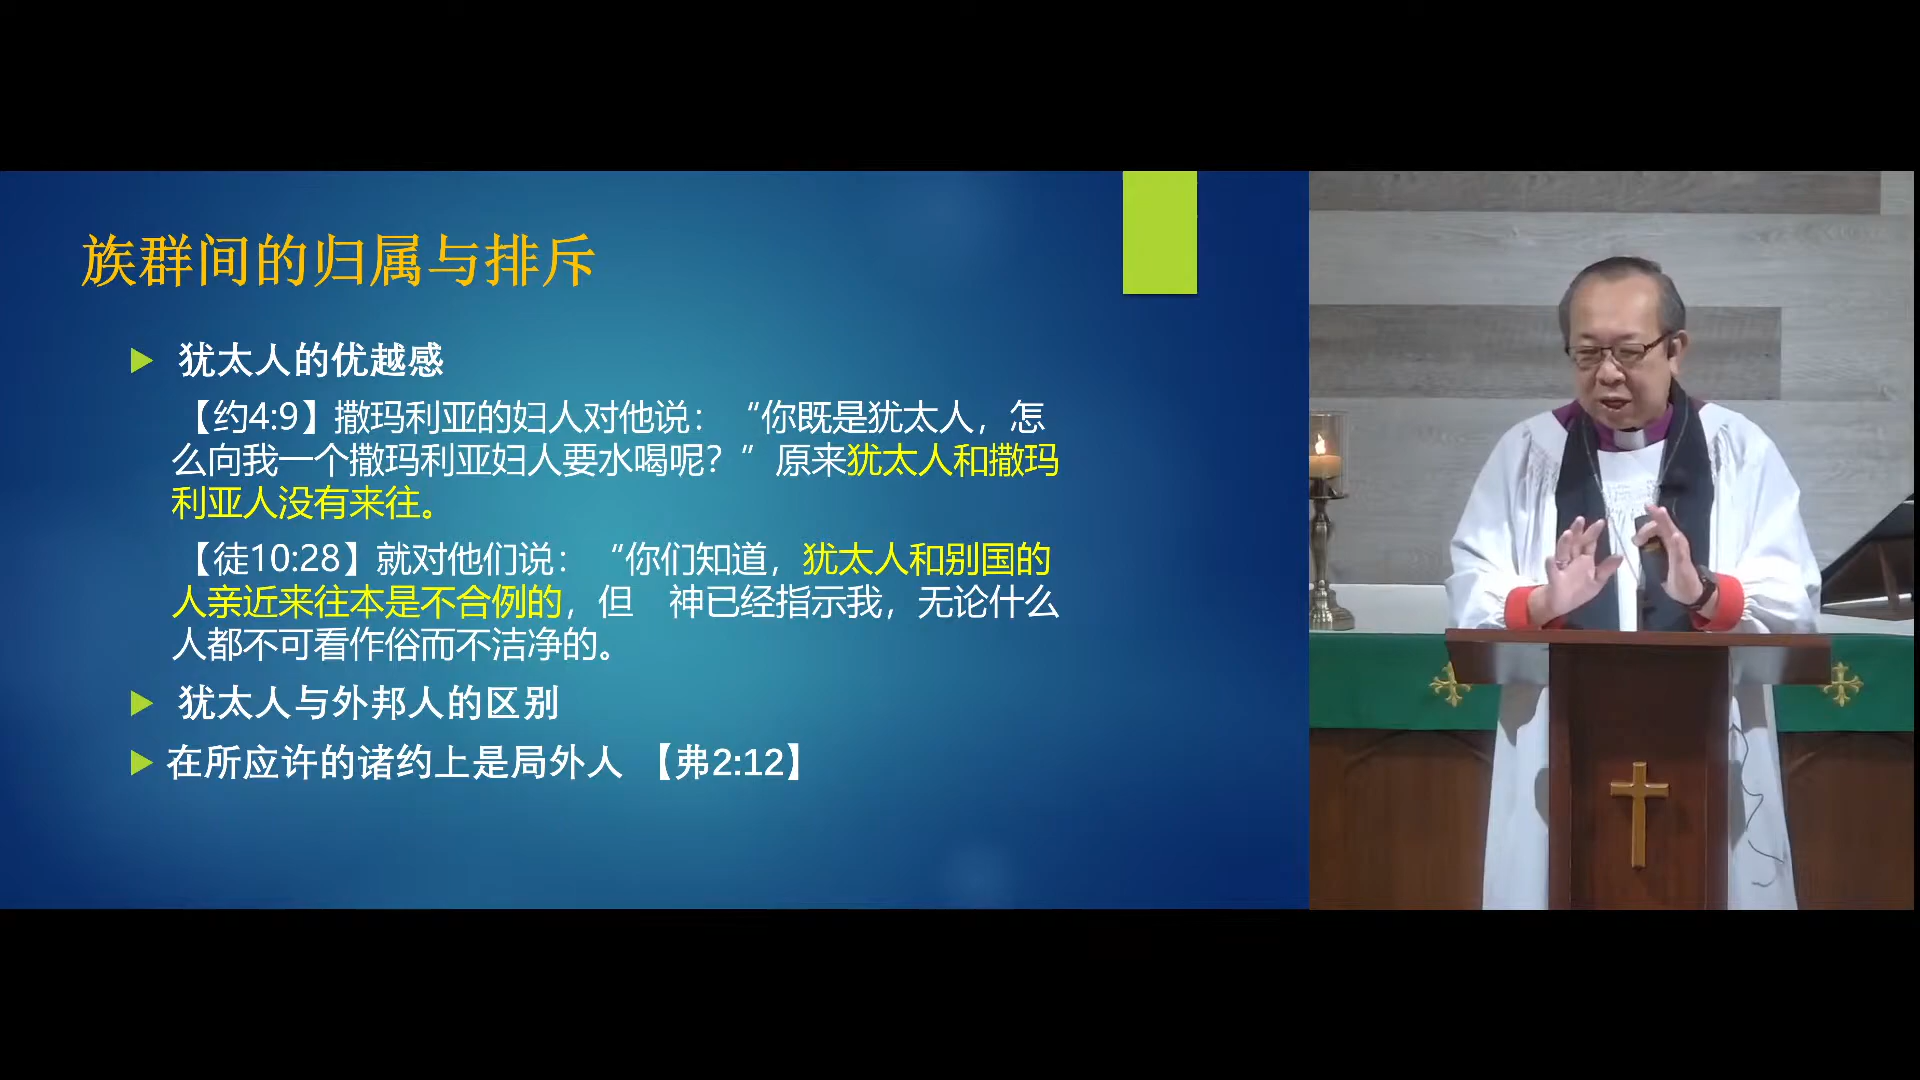 族群间的归属与排斥
犹太人的优越感
【约4:9】撒玛利亚的妇人对他说：“你既是犹太人，怎
么向我一个撒玛利亚妇人要水喝呢？”原来犹太人和撒玛
利亚人没有来往。
【徒10:28】就对他们说：“你们知道，犹太人和别国的
人亲近来往本是不合例的，但　神已经指示我，无论什么
人都不可看作俗而不洁净的。
犹太人与外邦人的区别
在所应许的诸约上是局外人 【弗2:12】